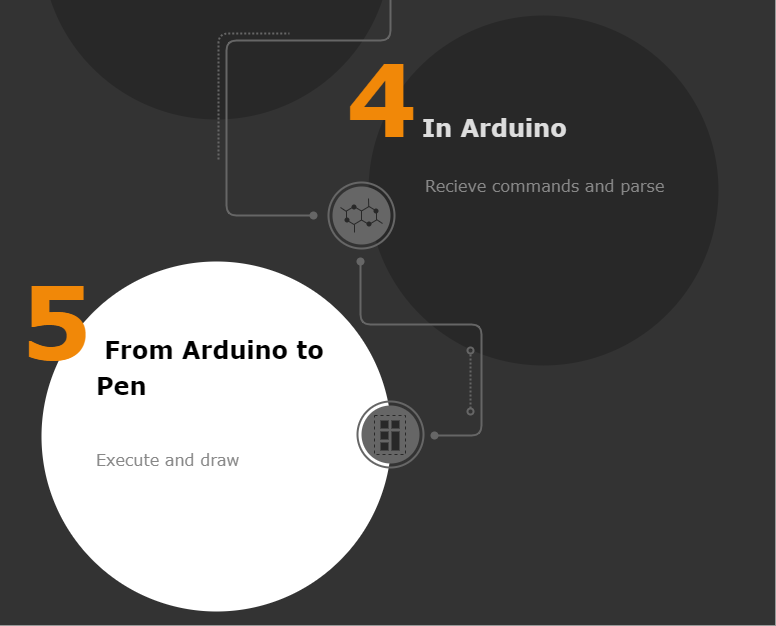 4
In Arduino
Recieve commands and parse
5
From Arduino to
Pen
Execute and draw